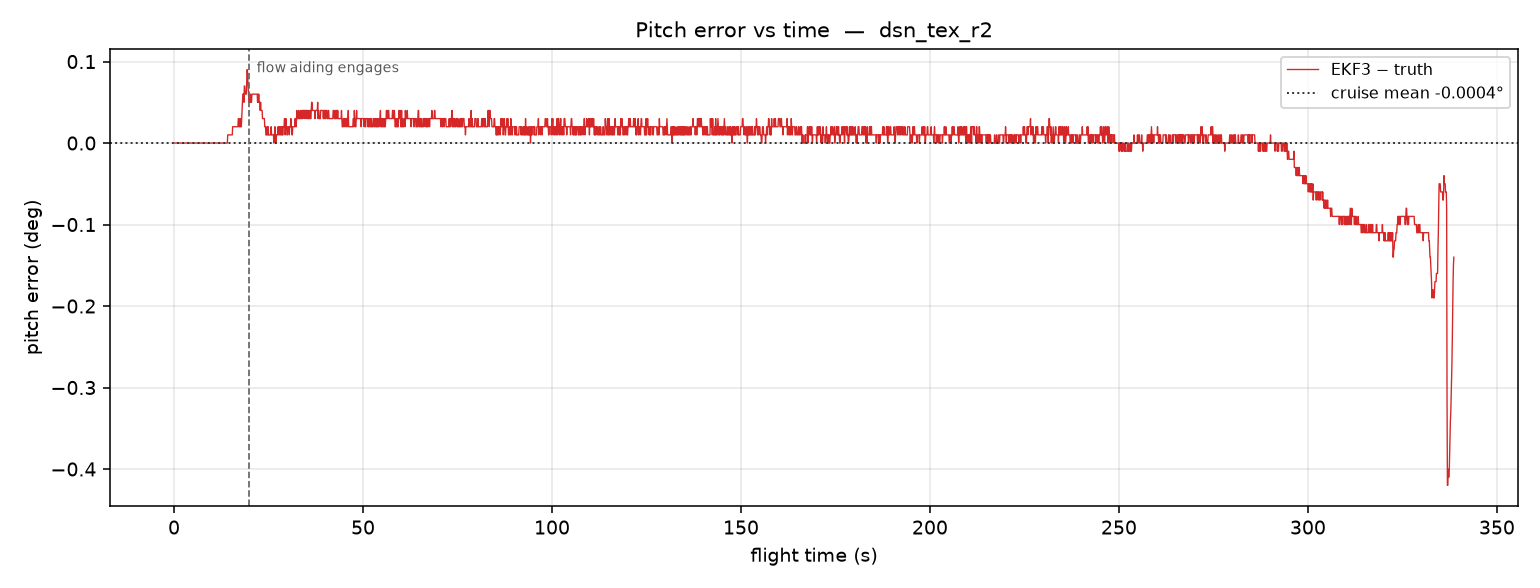 Pitch error vs time — dsn_tex_r2
flow aiding engages
EKF3 − truth
cruise mean -0.0004°
pitch error (deg)
0.1
0.0
−0.1
−0.2
−0.3
−0.4
0 50 100 150 200 250 300 350
flight time (s)